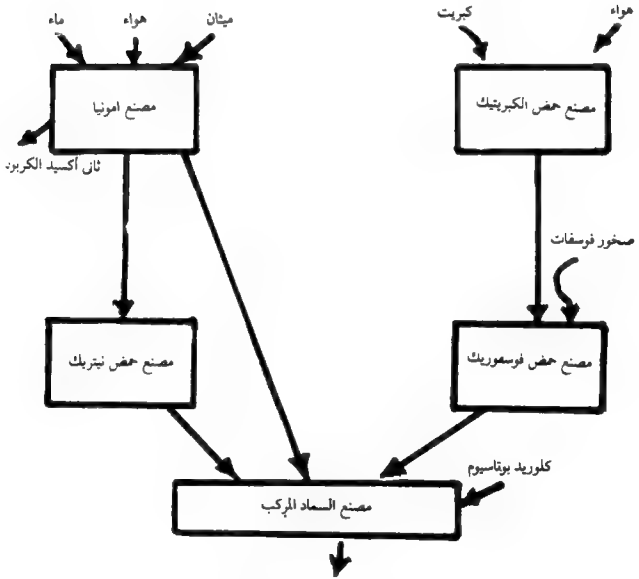 هواء
كبريت
ميثان
هواء
ماء
مصنع حمض الكبريتيك
مصنع امونيا
ثاني أكسيد الكربون
صخور فوسفات
مصنع حمض فوسفوريك
مصنع حمض نيتريك
كلوريد بوتاسيوم
مصنع السماد المركب